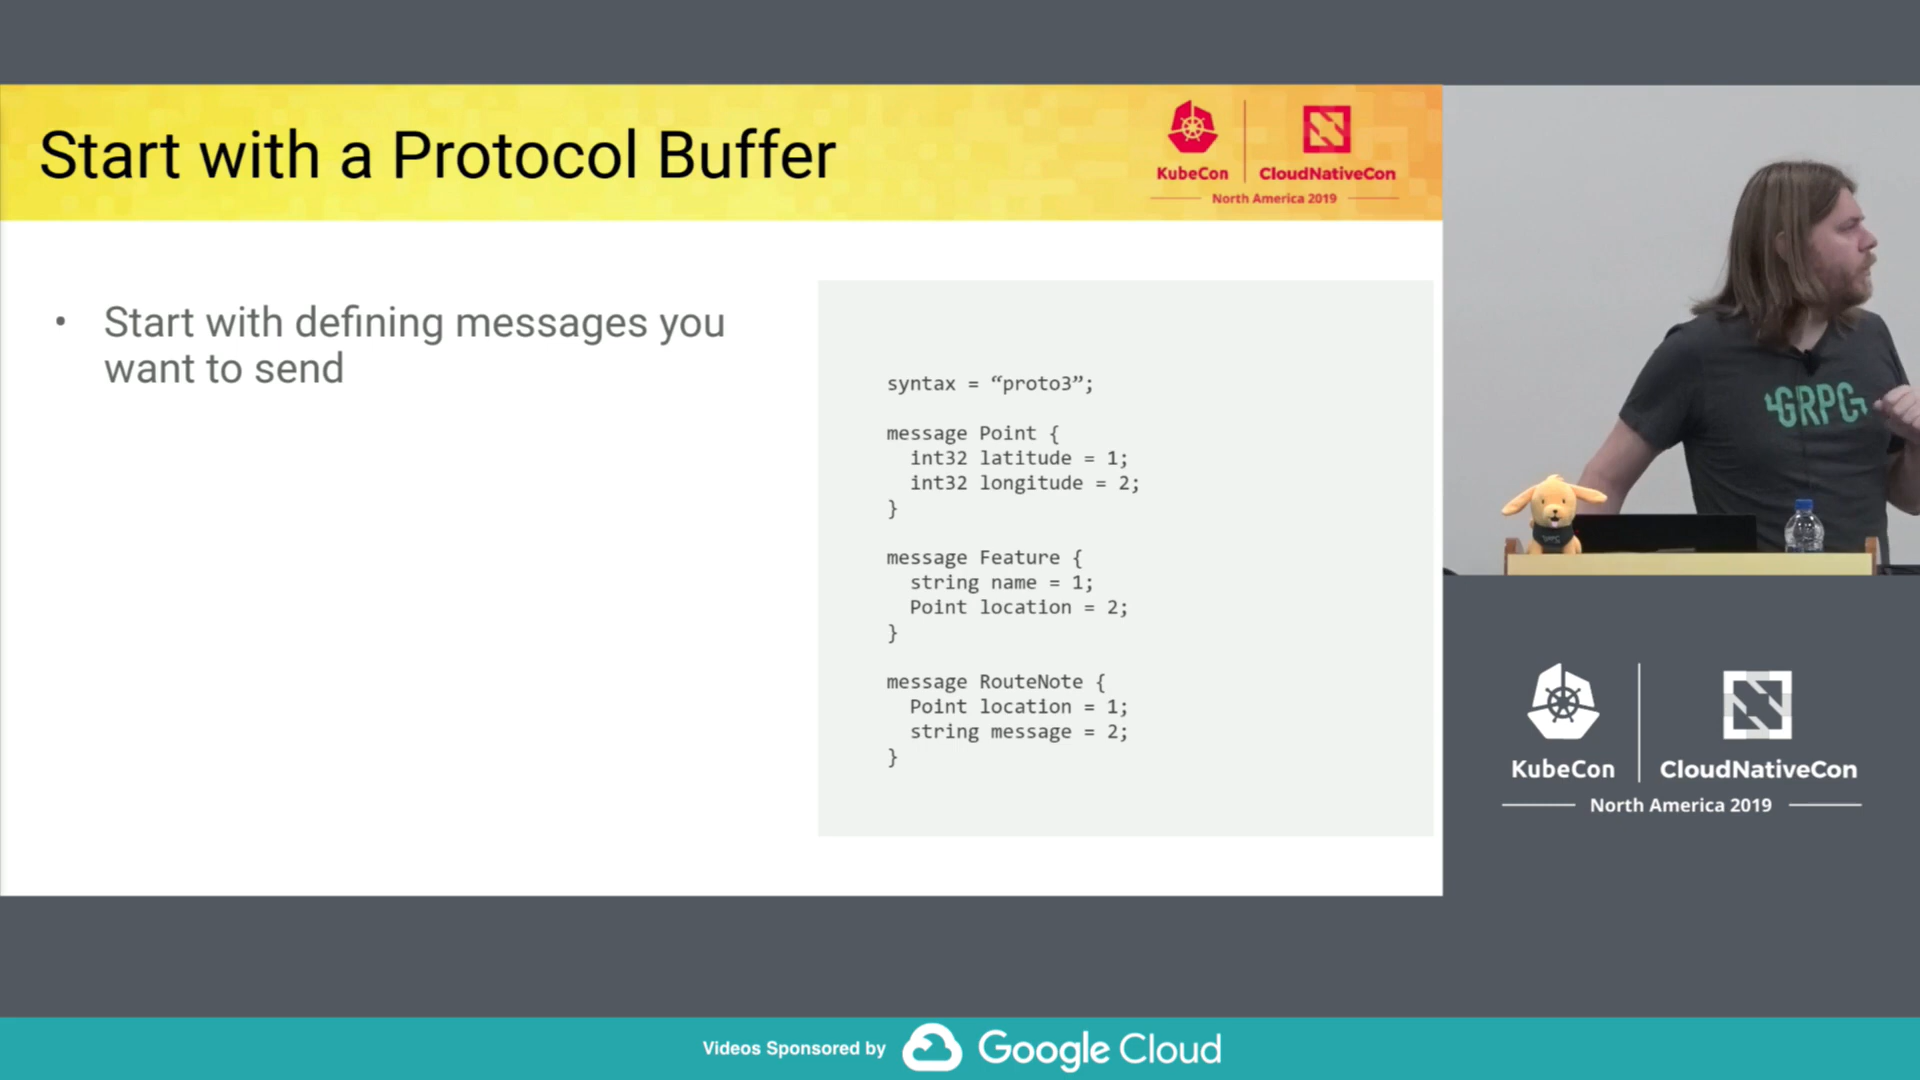 Start with a Protocol Buffer
KubeCon
CloudNativeCon
North America 2019
• Start with defining messages you
want to send
syntax = “proto3”;
message Point {
int32 latitude = 1;
int32 longitude = 2;
}
message Feature {
string name = 1;
Point location = 2;
}
message RouteNote {
Point location = 1;
string message = 2;
}
GRPC
GRPC
KubeCon
CloudNativeCon
North America 2019
Videos Sponsored by
Google Cloud